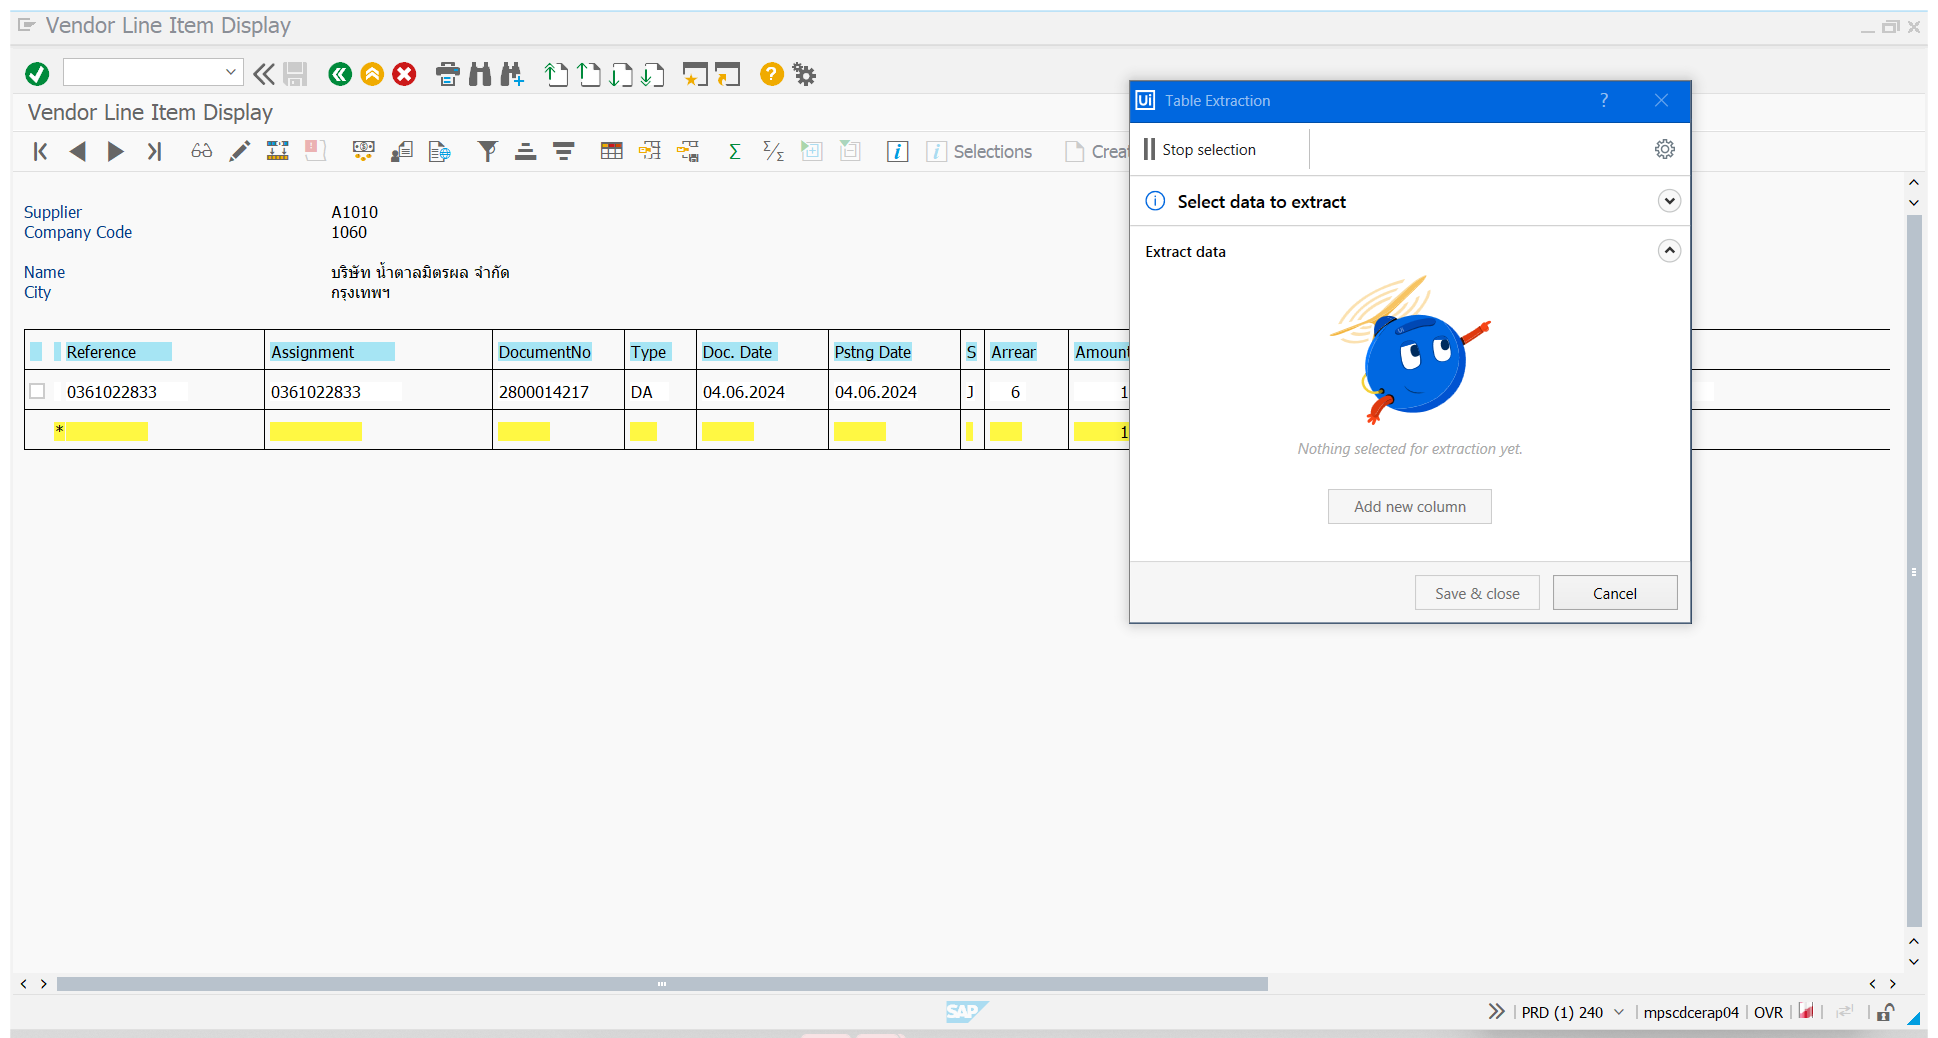 Vendor Line Item Display
Vendor Line Item Display
Selections
Creat
Supplier A1010
Company Code 1060
Name บริษัท น้ำตาลมิตรผล จำกัด
City กรุงเทพฯ
Reference Assignment DocumentNo Type Doc. Date Pstng Date S Arrear Amount
0361022833 0361022833 2800014217 DA 04.06.2024 04.06.2024 J 6 1
* 1
Ui Table Extraction ?
Stop selection
Select data to extract
Extract data
Nothing selected for extraction yet.
Add new column
Save & close Cancel
SAP PRD (1) 240 mpscdcerap04 OVR